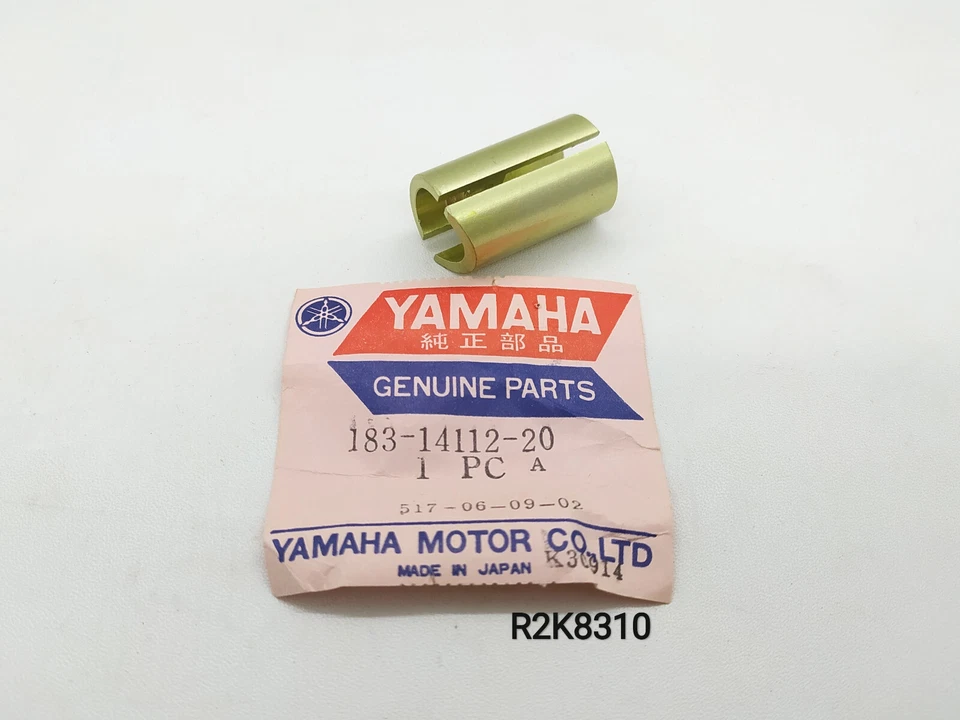 YAMAHA
純正部品
GENUINE PARTS
183-14112-20
1 PC A
517-06-09-02
YAMAHA MOTOR CO.,LTD
MADE IN JAPAN
R2K8310